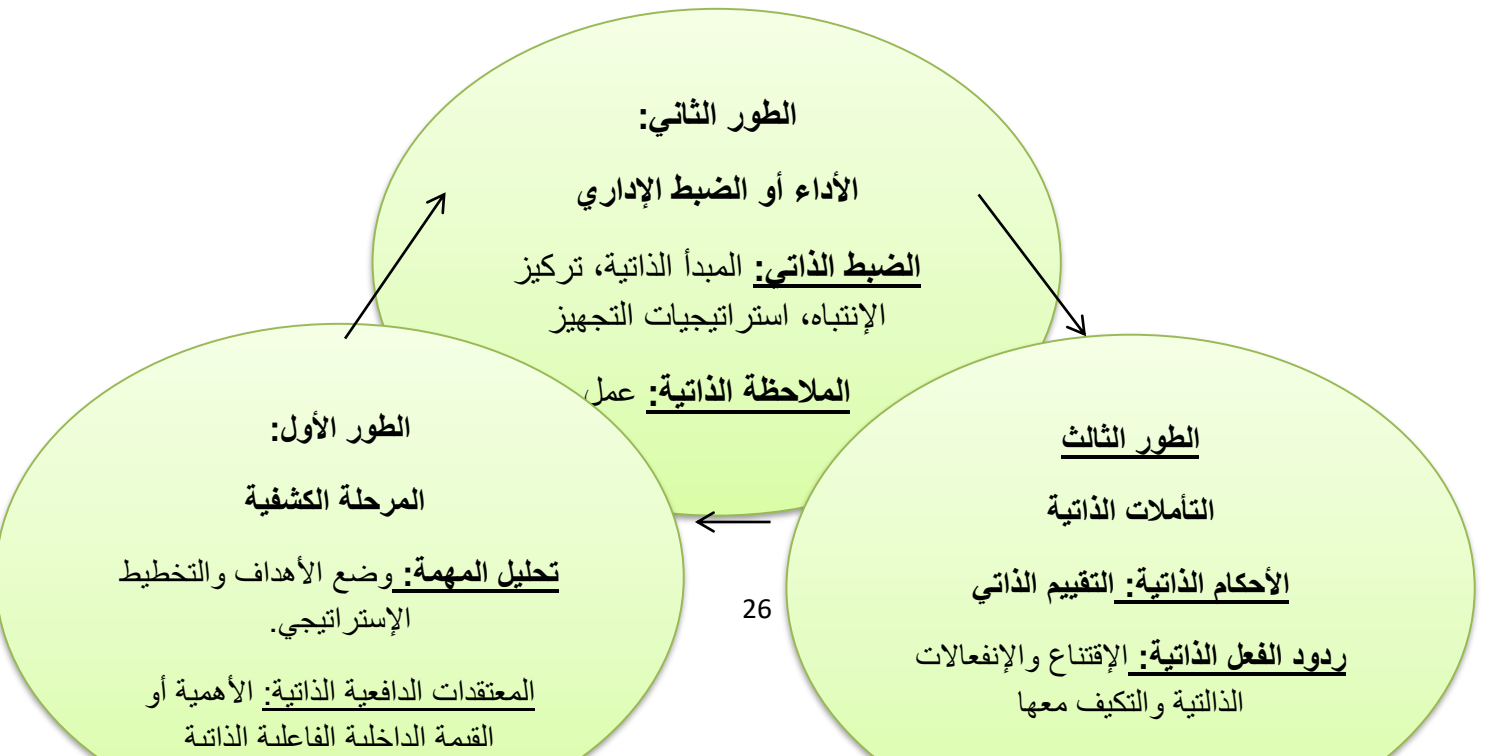 الطور الثاني:
الأداء أو الضبط الإداري
الضبط الذاتي: المبدأ الذاتية، تركيز
الإنتباه، استراتيجيات التجهيز
الملاحظة الذاتية: عمل
الطور الأول:
المرحلة الكشفية
تحليل المهمة: وضع الأهداف والتخطيط
الإستراتيجي.
المعتقدات الدافعية الذاتية: الأهمية أو
القيمة الداخلية الفاعلية الذاتية
الطور الثالث
التأملات الذاتية
الأحكام الذاتية: التقييم الذاتي
ردود الفعل الذاتية: الإقتناع والإنفعالات
الذالتية والتكيف معها
26